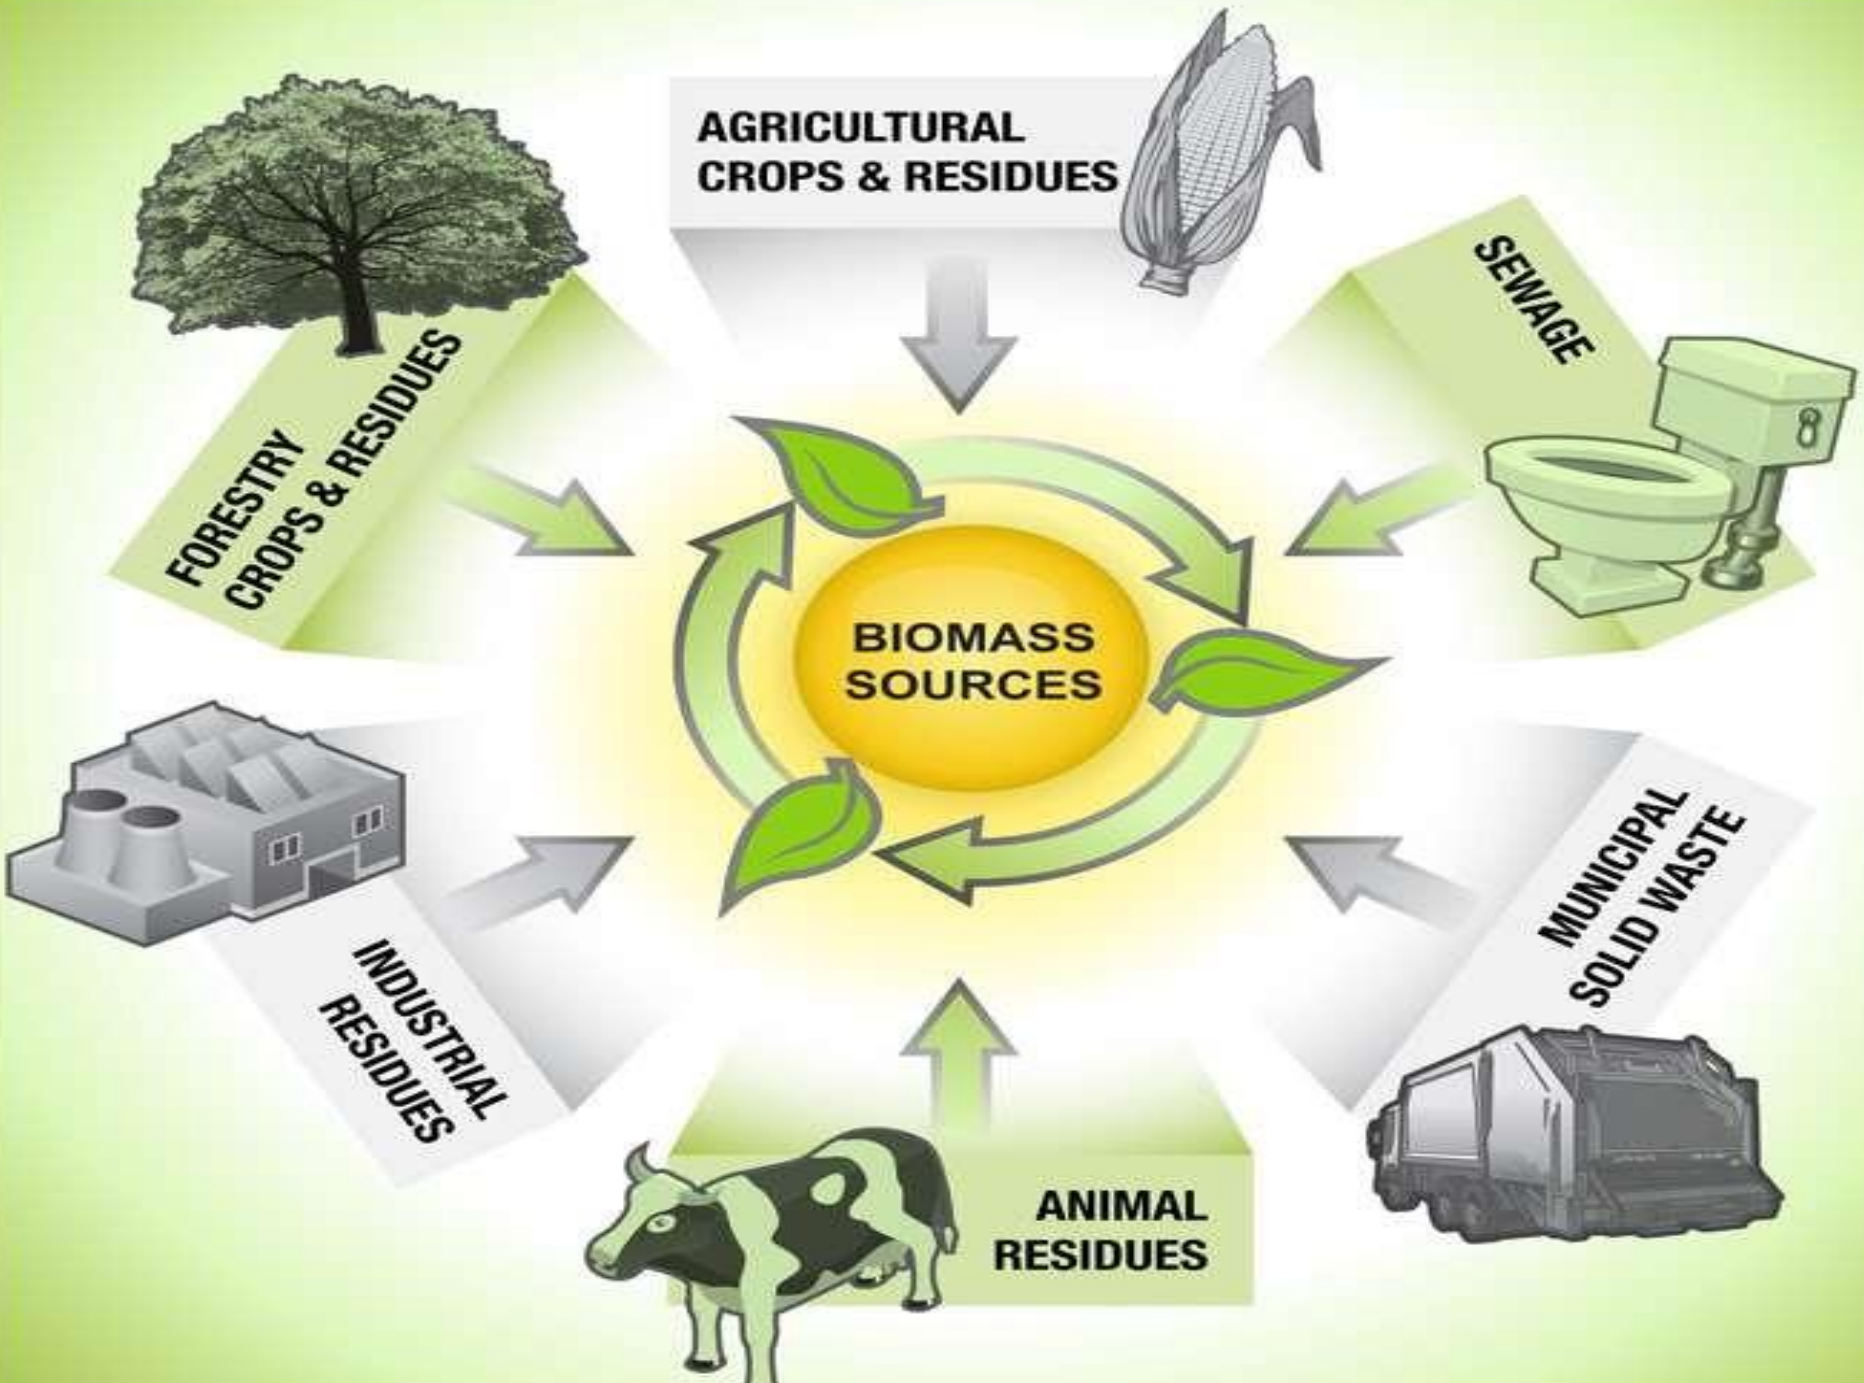 AGRICULTURAL
CROPS & RESIDUES
SEWAGE
FORESTRY
CROPS & RESIDUES
BIOMASS
SOURCES
MUNICIPAL
SOLID WASTE
INDUSTRIAL
RESIDUES
ANIMAL
RESIDUES